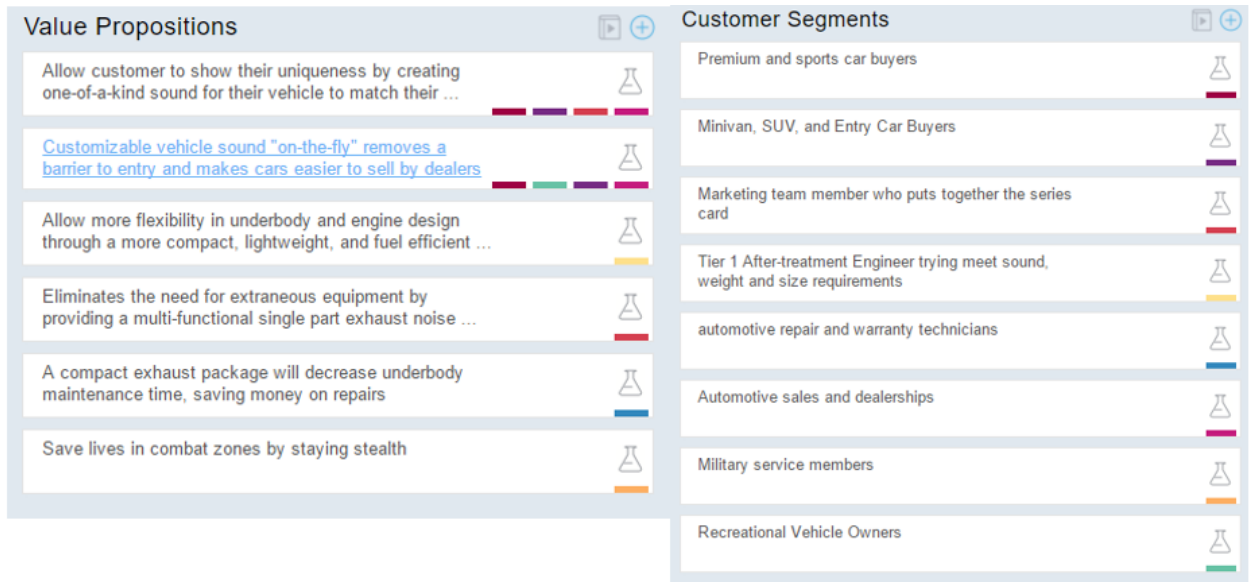 Value Propositions
Allow customer to show their uniqueness by creating
one-of-a-kind sound for their vehicle to match their ...
Customizable vehicle sound "on-the-fly" removes a
barrier to entry and makes cars easier to sell by dealers
Allow more flexibility in underbody and engine design
through a more compact, lightweight, and fuel efficient ...
Eliminates the need for extraneous equipment by
providing a multi-functional single part exhaust noise ...
A compact exhaust package will decrease underbody
maintenance time, saving money on repairs
Save lives in combat zones by staying stealth
Customer Segments
Premium and sports car buyers
Minivan, SUV, and Entry Car Buyers
Marketing team member who puts together the series
card
Tier 1 After-treatment Engineer trying meet sound,
weight and size requirements
automotive repair and warranty technicians
Automotive sales and dealerships
Military service members
Recreational Vehicle Owners